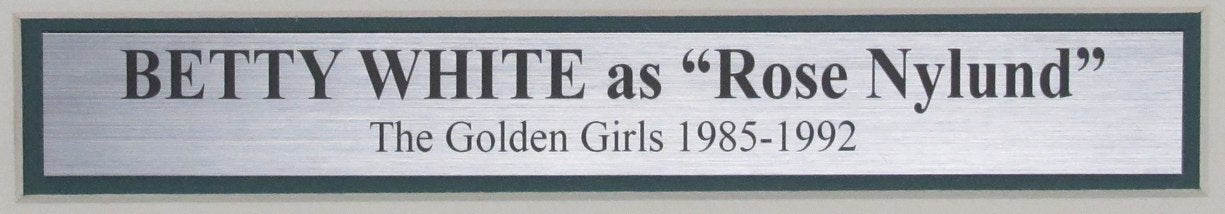 BETTY WHITE as “Rose Nylund”
The Golden Girls 1985-1992